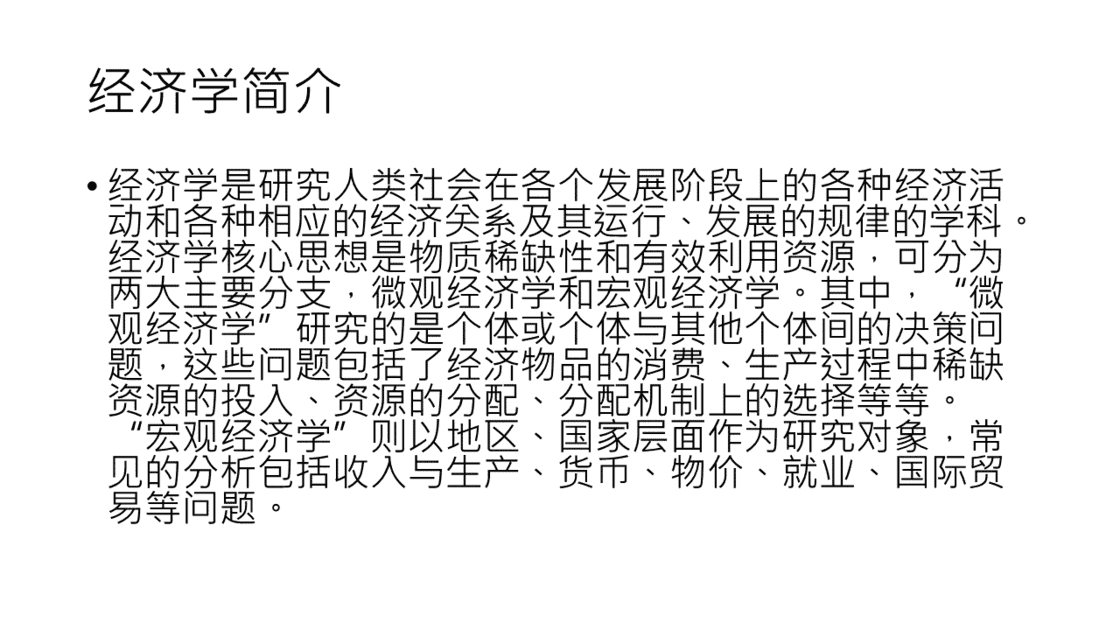 经济学简介
• 经济学是研究人类社会在各个发展阶段上的各种经济活
动和各种相应的经济关系及其运行、发展的规律的学科。
经济学核心思想是物质稀缺性和有效利用资源，可分为
两大主要分支，微观经济学和宏观经济学。其中，“微
观经济学”研究的是个体或个体与其他个体间的决策问
题，这些问题包括了经济物品的消费、生产过程中稀缺
资源的投入、资源的分配、分配机制上的选择等等。
“宏观经济学”则以地区、国家层面作为研究对象，常
见的分析包括收入与生产、货币、物价、就业、国际贸
易等问题。